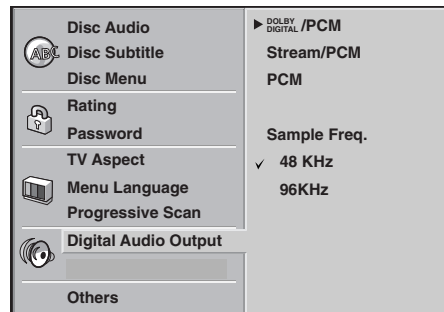 Disc Audio
ABC
Disc Subtitle
Disc Menu
Rating
Password
TV Aspect
Menu Language
Progressive Scan
Digital Audio Output
Others
DOLBY DIGITAL /PCM
Stream/PCM
PCM
Sample Freq.
48 KHz
96KHz